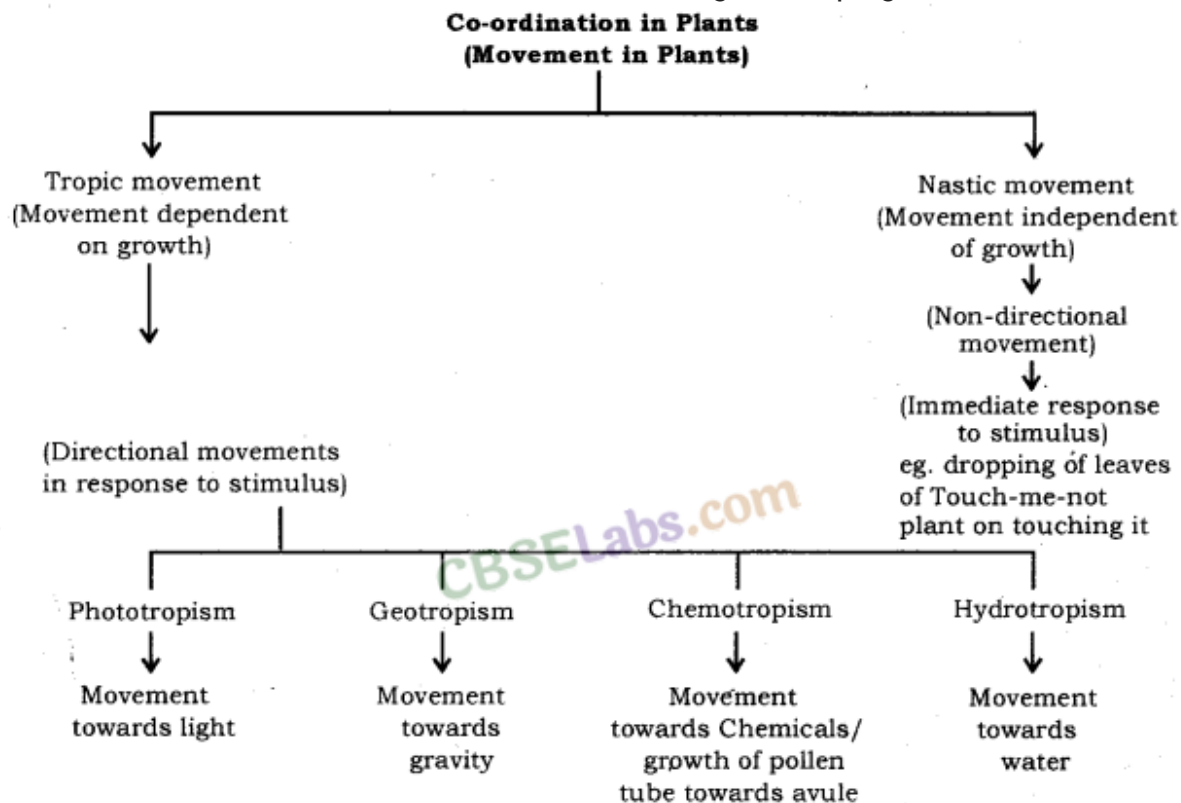 Co-ordination in Plants
(Movement in Plants)
Tropic movement
(Movement dependent
on growth)
Nastic movement
(Movement independent
of growth)
(Non-directional
movement)
(Immediate response
to stimulus)
eg. dropping of leaves
of Touch-me-not
plant on touching it
(Directional movements
in response to stimulus)
CBSELabs.com
Phototropism
Geotropism
Chemotropism
Hydrotropism
Movement
towards light
Movement
towards
gravity
Movement
towards Chemicals/
growth of pollen
tube towards avule
Movement
towards
water